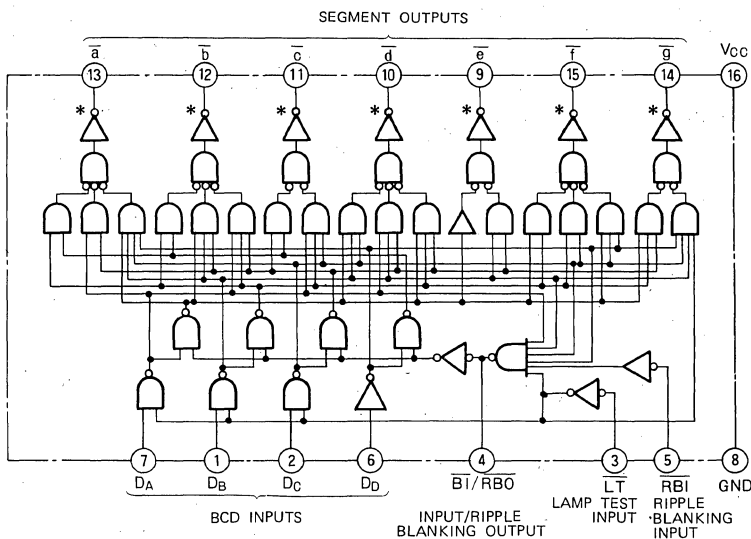 SEGMENT OUTPUTS
a b c d e f g VCC
13 12 11 10 9 15 14 16
* * * * * * *
7 1 2 6 4 3 5 8
DA DB DC DD BI/RBO LT RBI GND
BCD INPUTS
INPUT/RIPPLE
BLANKING OUTPUT
LAMP TEST
INPUT
RIPPLE
BLANKING
INPUT